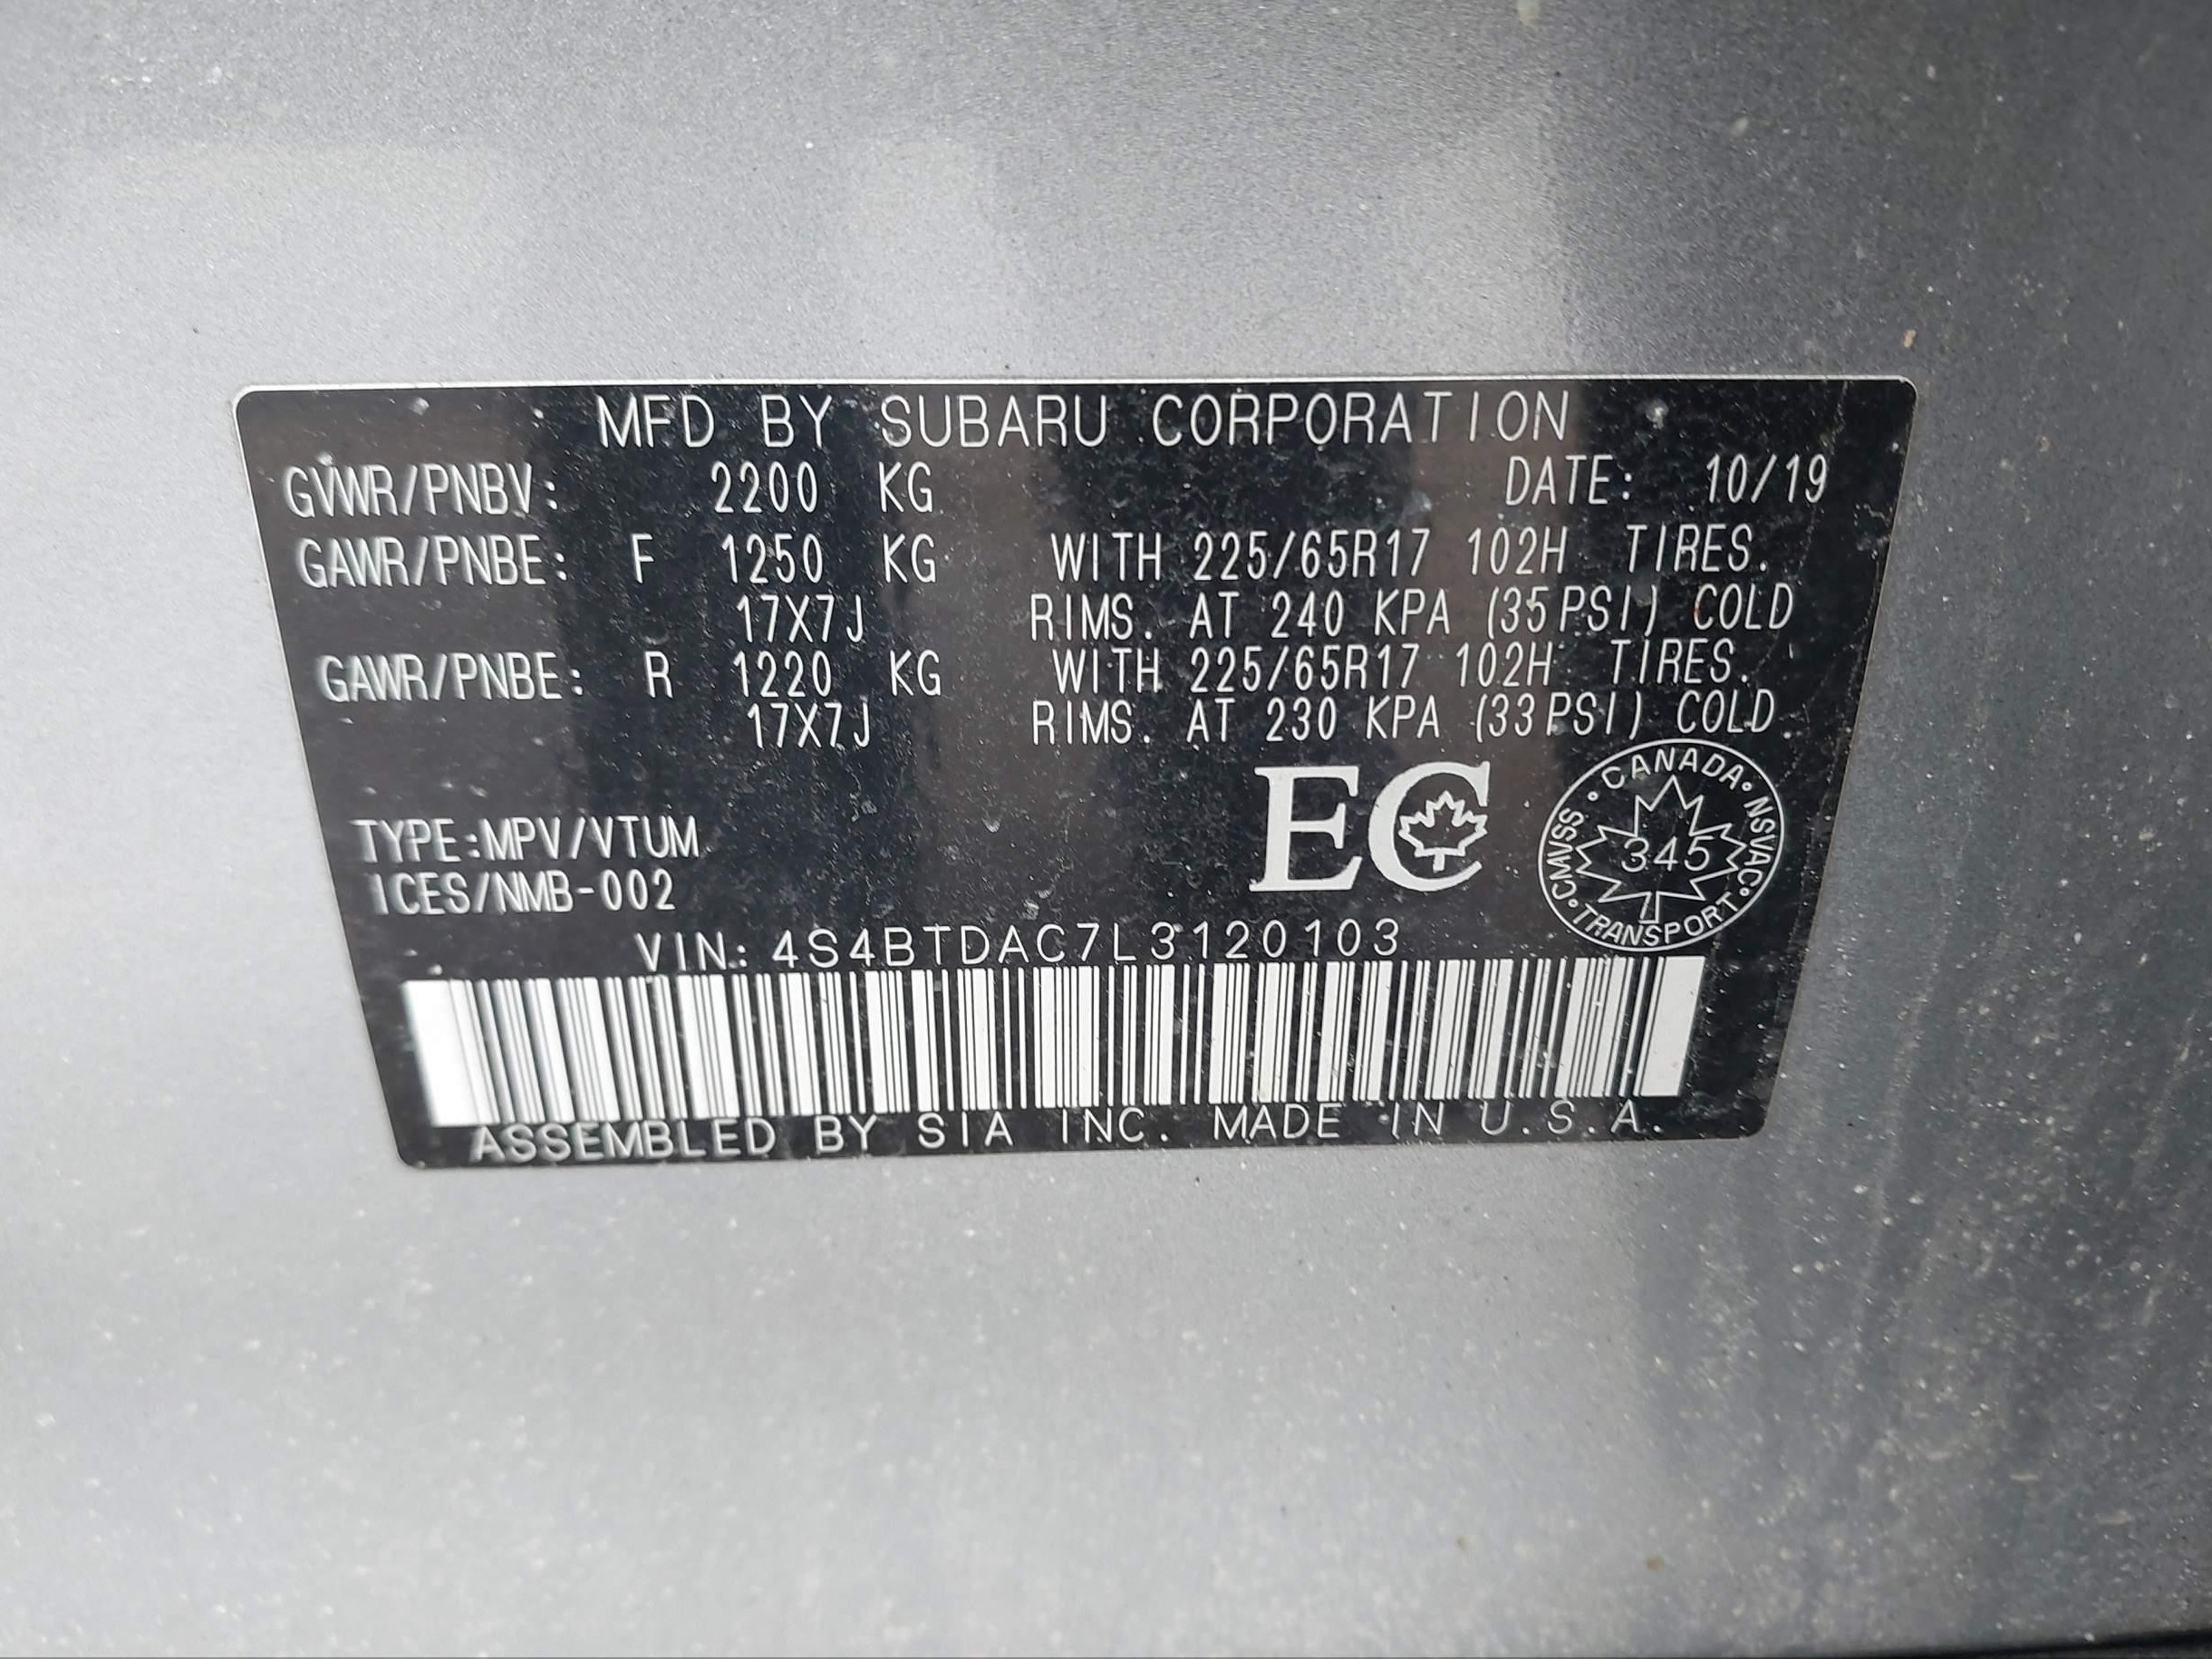 MFD BY SUBARU CORPORATION
GVWR/PNBV: 2200 KG DATE: 10/19
GAWR/PNBE: F 1250 KG WITH 225/65R17 102H TIRES.
17X7J RIMS. AT 240 KPA (35PSI) COLD
GAWR/PNBE: R 1220 KG WITH 225/65R17 102H TIRES.
17X7J RIMS. AT 230 KPA (33PSI) COLD.
TYPE:MPV/VTUM
ICES/NMB-002
EC
CANADA • NSVAC • TRANSPORT • CMVSS •
345
VIN: 4S4BTDAC7L3120103
ASSEMBLED BY SIA INC. MADE IN U.S.A.